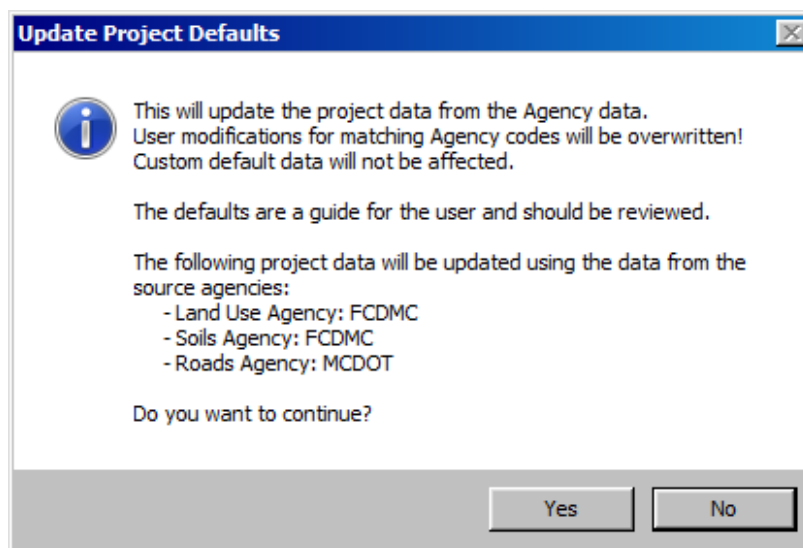 Update Project Defaults
This will update the project data from the Agency data.
User modifications for matching Agency codes will be overwritten!
Custom default data will not be affected.
The defaults are a guide for the user and should be reviewed.
The following project data will be updated using the data from the
source agencies:
- Land Use Agency: FCDMC
- Soils Agency: FCDMC
- Roads Agency: MCDOT
Do you want to continue?
Yes
No